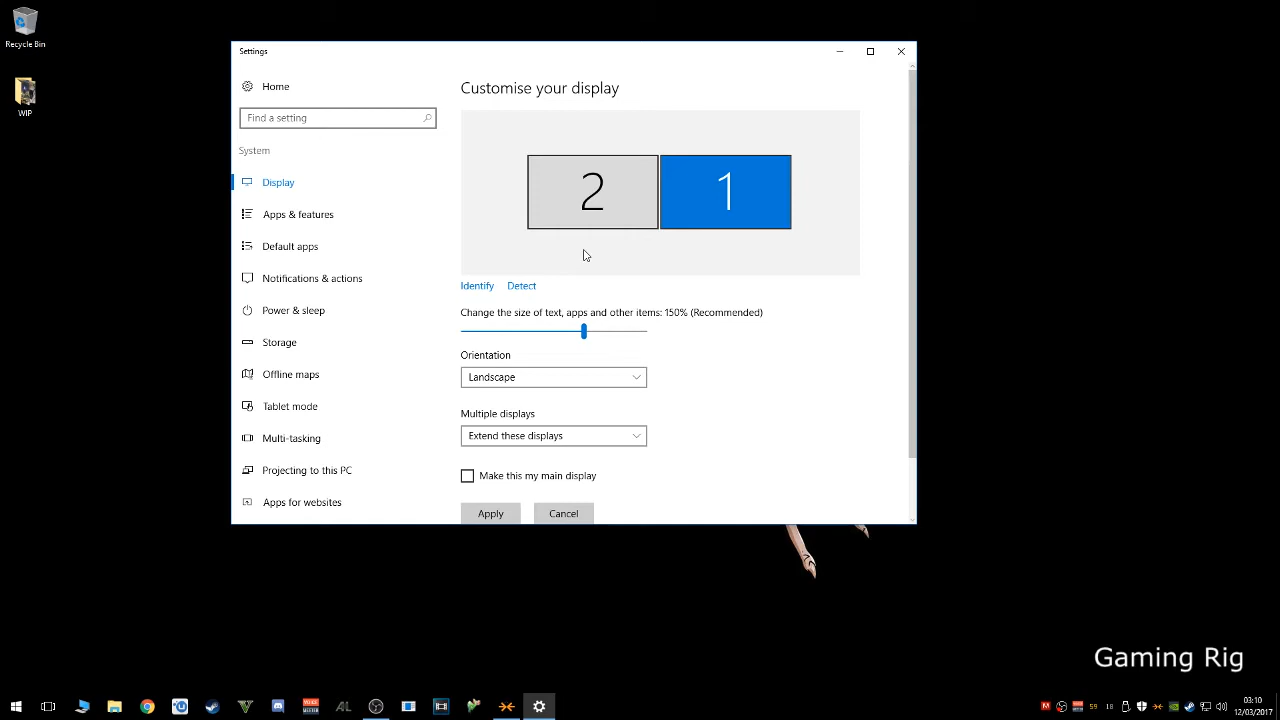 Recycle Bin
WIP
Settings
Home
Find a setting
System
Display
Apps & features
Default apps
Notifications & actions
Power & sleep
Storage
Offline maps
Tablet mode
Multi-tasking
Projecting to this PC
Apps for websites
Customise your display
2
1
Identify Detect
Change the size of text, apps and other items: 150% (Recommended)
Orientation
Landscape
Multiple displays
Extend these displays
Make this my main display
Apply Cancel
Gaming Rig
AL
59
18
03:10
12/03/2017